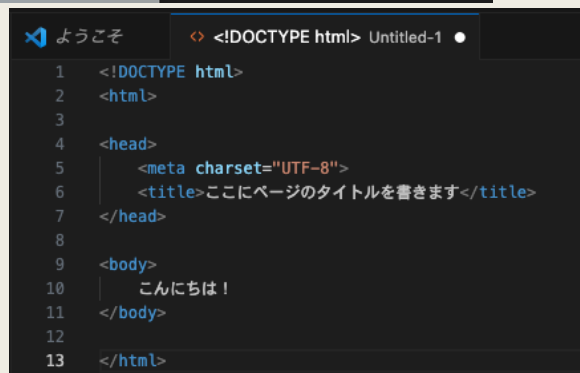 ようこそ
<> <!DOCTYPE html> Untitled-1 ●
1 <!DOCTYPE html>
2 <html>
3
4 <head>
5     <meta charset="UTF-8">
6     <title>ここにページのタイトルを書きます</title>
7 </head>
8
9 <body>
10     こんにちは！
11 </body>
12
13 </html>